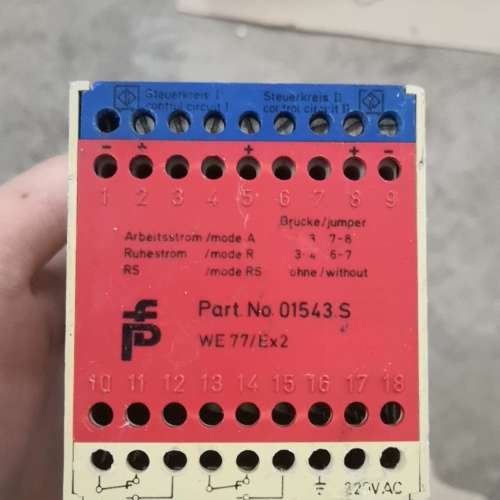 Steuerkreis I
control circuit I
Steuerkreis II
control circuit II
- + + + -
1 2 3 4 5 6 7 8 9
Brücke/jumper
Arbeitsstrom /mode A 3 7-8
Ruhestrom /mode R 3-4 6-7
RS /mode RS ohne/without
Part No. 01543 S
WE 77/Ex2
10 11 12 13 14 15 16 17 18
220V AC